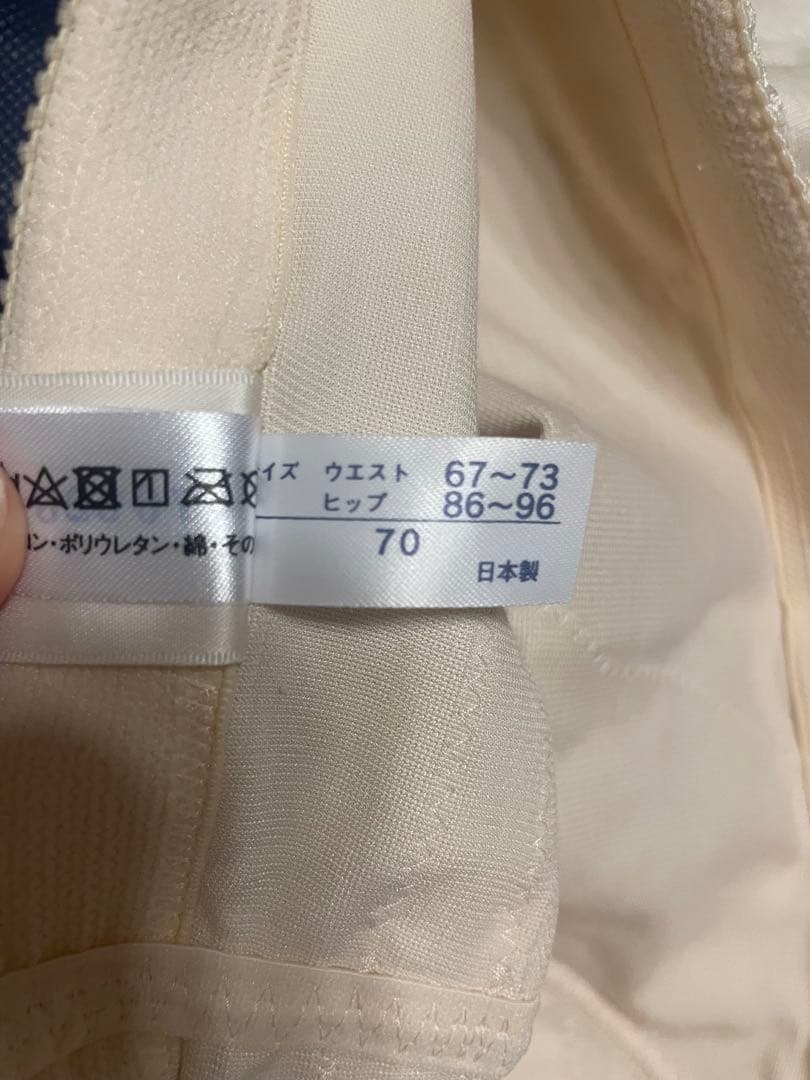 イズ ウエスト 67〜73
ヒップ 86〜96
70
日本製
ン・ポリウレタン・綿・その